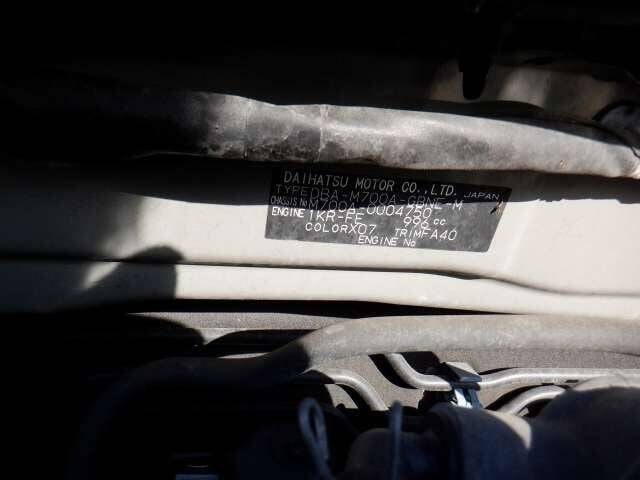 DAIHATSU MOTOR CO.,LTD. JAPAN
TYPE DBA-M700A-GBNE-M
CHASSIS No M700A-0004750
ENGINE 1KR-FE 996 cc
COLOR X07 TRIM FA40
ENGINE No